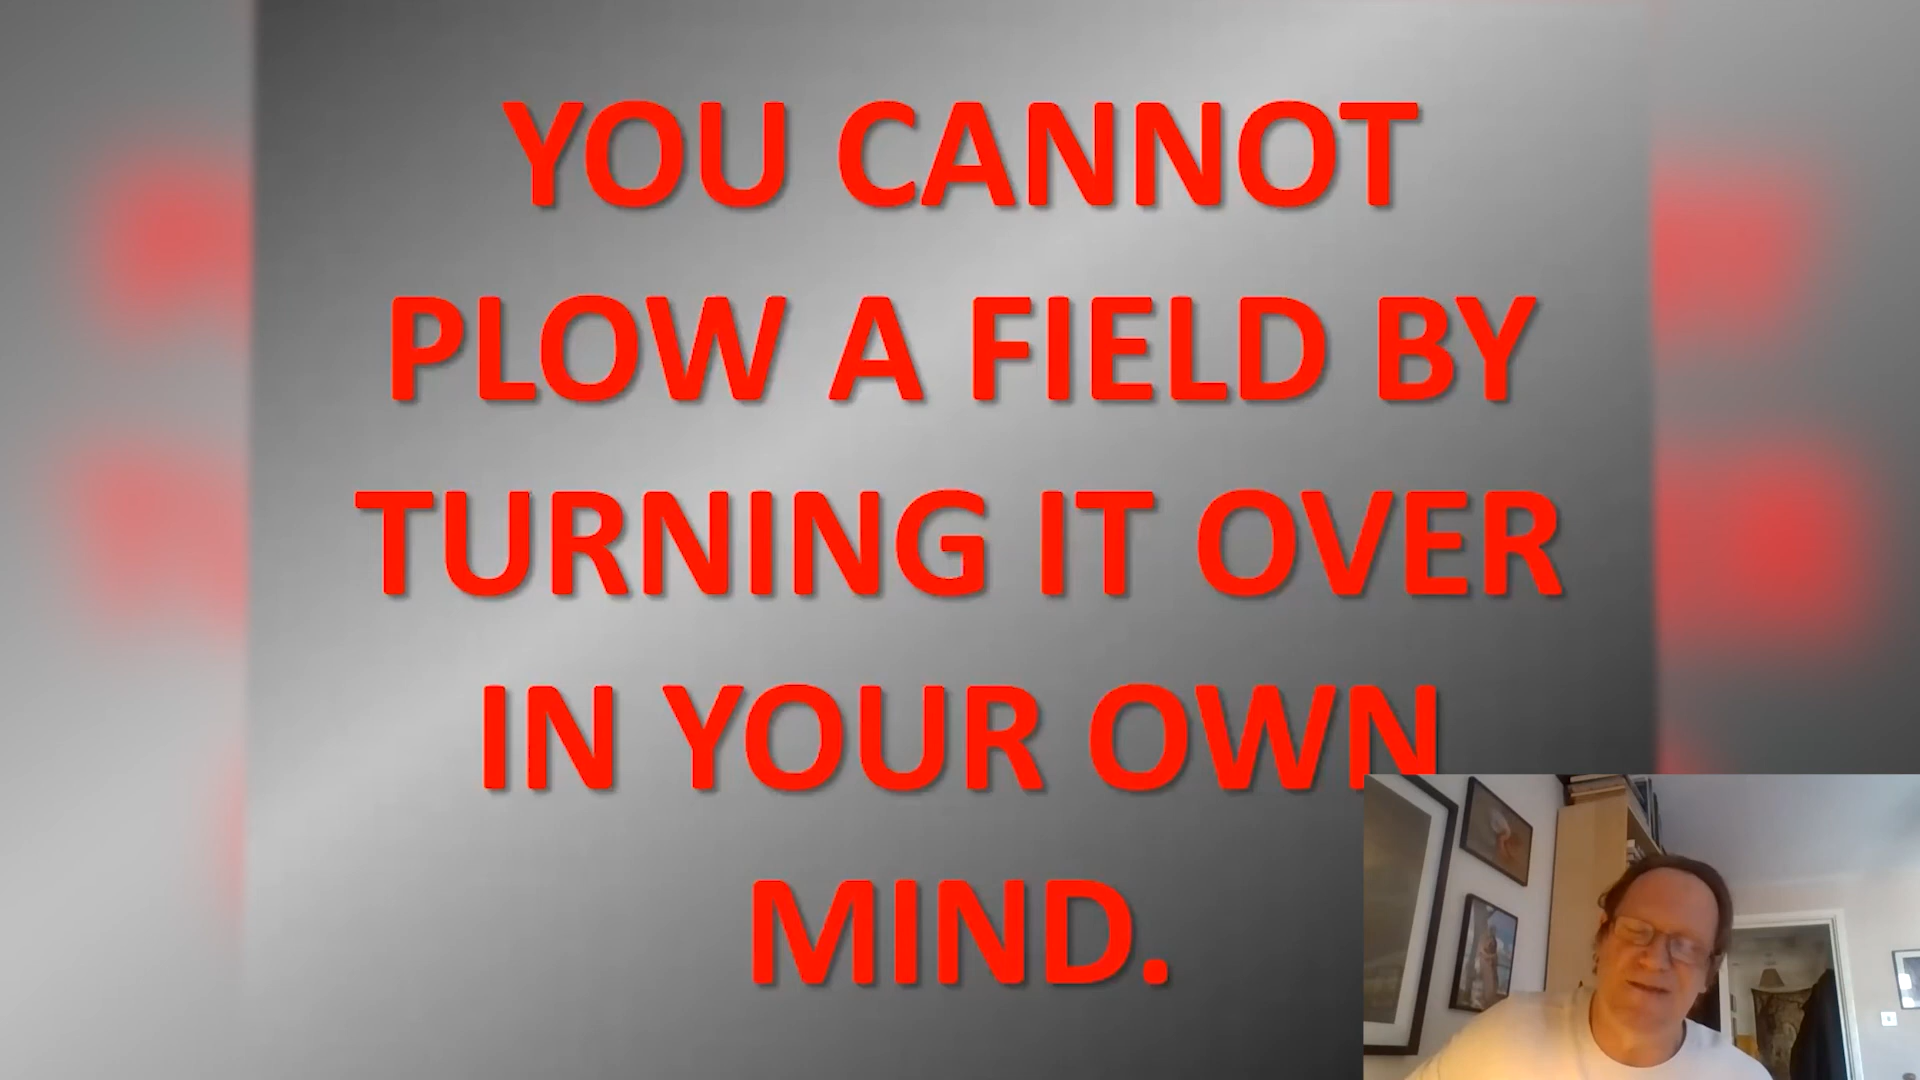 YOU CANNOT
PLOW A FIELD BY
TURNING IT OVER
IN YOUR OWN
MIND.